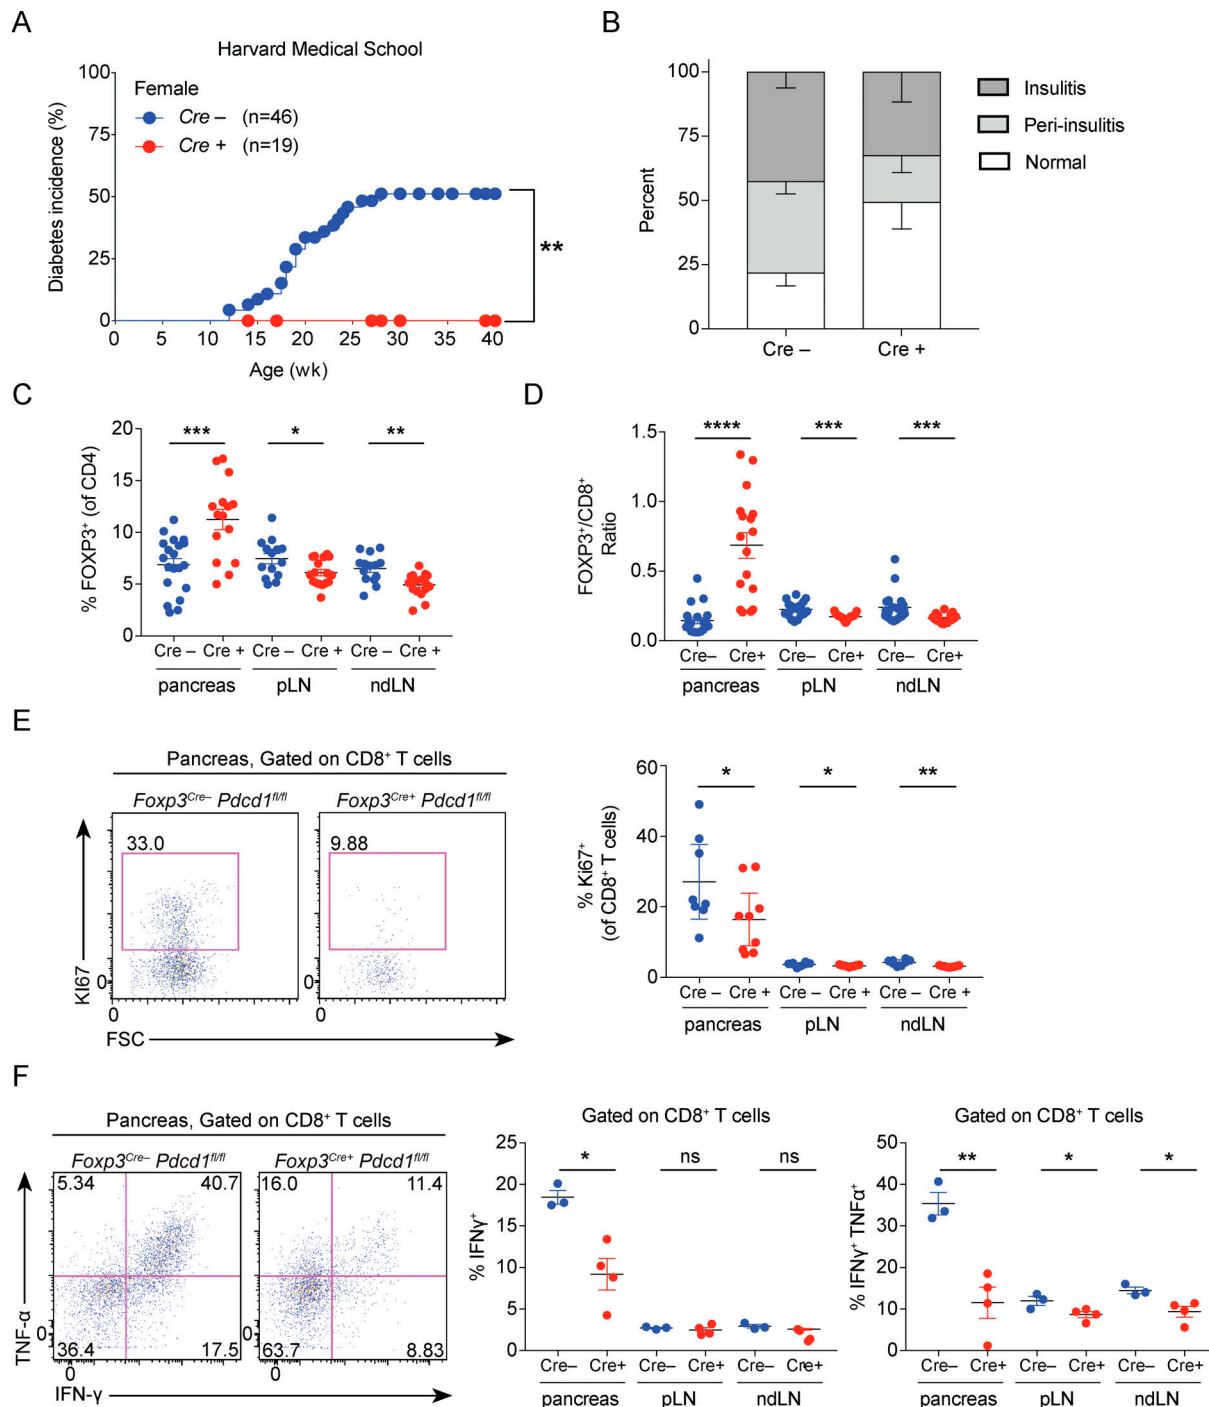 A
Harvard Medical School
Diabetes incidence (%)
100
75
50
25
0
Female
Cre – (n=46)
Cre + (n=19)
**
0 5 10 15 20 25 30 35 40
Age (wk)
B
Percent
100
75
50
25
0
Cre – Cre +
Insulitis
Peri-insulitis
Normal
C
% FOXP3⁺ (of CD4)
20
15
10
5
0
*** * **
Cre – Cre + Cre – Cre + Cre – Cre +
pancreas pLN ndLN
D
FOXP3⁺/CD8⁺
Ratio
1.5
1.0
0.5
0.0
**** *** ***
Cre– Cre+ Cre– Cre+ Cre– Cre+
pancreas pLN ndLN
E
Pancreas, Gated on CD8⁺ T cells
Foxp3ᶜʳᵉ⁻ Pdcd1ᶠˡ/ᶠˡ Foxp3ᶜʳᵉ⁺ Pdcd1ᶠˡ/ᶠˡ
33.0 9.88
KI67
0 0
0 0
FSC
% Ki67⁺
(of CD8⁺ T cells)
60
40
20
0
* * **
Cre – Cre + Cre – Cre + Cre – Cre +
pancreas pLN ndLN
F
Pancreas, Gated on CD8⁺ T cells
Foxp3ᶜʳᵉ⁻ Pdcd1ᶠˡ/ᶠˡ Foxp3ᶜʳᵉ⁺ Pdcd1ᶠˡ/ᶠˡ
5.34 40.7 16.0 11.4
TNF-α
0 0
36.4 17.5 63.7 8.83
0 0
IFN-γ
Gated on CD8⁺ T cells
% IFNγ⁺
25
20
15
10
5
0
* ns ns
Cre– Cre+ Cre– Cre+ Cre– Cre+
pancreas pLN ndLN
Gated on CD8⁺ T cells
% IFNγ⁺ TNFα⁺
50
40
30
20
10
0
** * *
Cre– Cre+ Cre– Cre+ Cre– Cre+
pancreas pLN ndLN